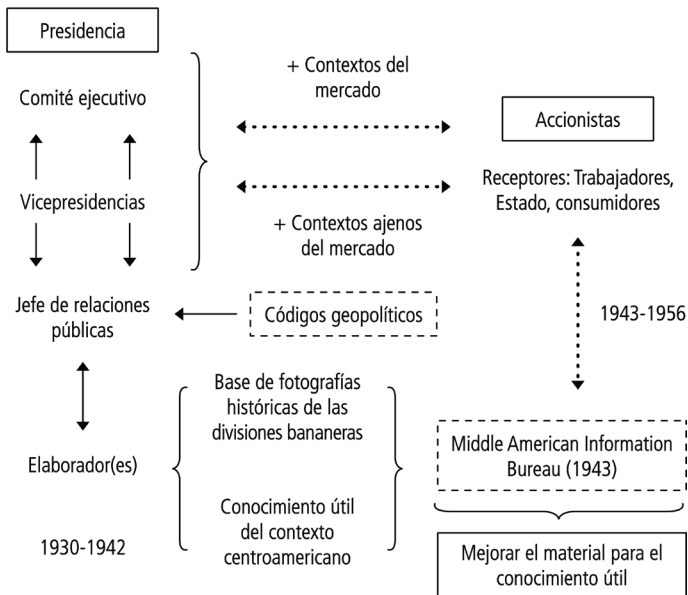 Presidencia
Comité ejecutivo
Vicepresidencias
Jefe de relaciones
públicas
Elaborador(es)
1930-1942
+ Contextos del
mercado
+ Contextos ajenos
del mercado
Códigos geopolíticos
Base de fotografías
históricas de las
divisiones bananeras
Conocimiento útil
del contexto
centroamericano
Accionistas
Receptores: Trabajadores,
Estado, consumidores
1943-1956
Middle American Information
Bureau (1943)
Mejorar el material para el
conocimiento útil